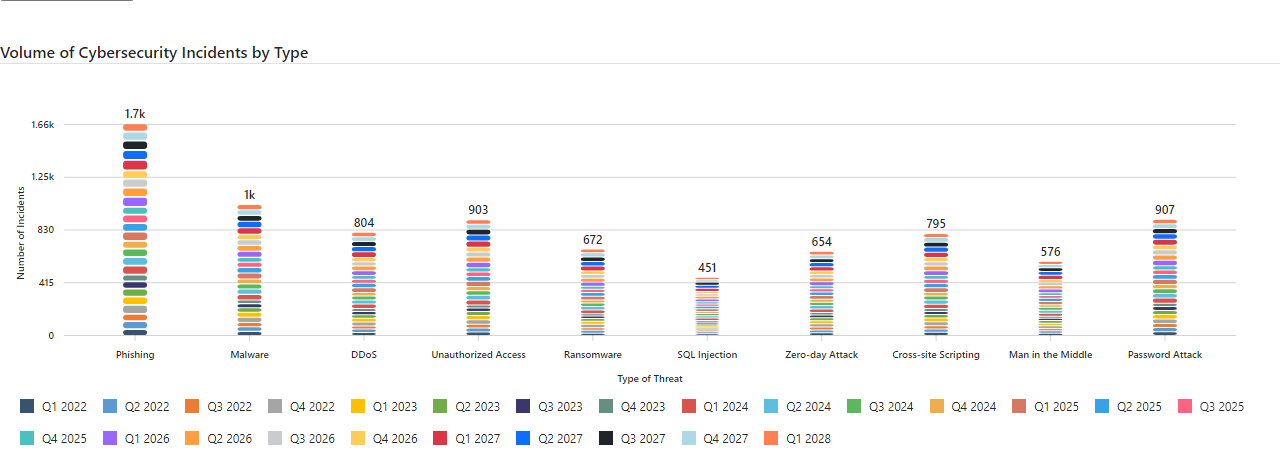 Volume of Cybersecurity Incidents by Type
1.7k
1k
804
903
672
451
654
795
576
907
1.66k
1.25k
830
415
0
Number of Incidents
Phishing Malware DDoS Unauthorized Access Ransomware SQL Injection Zero-day Attack Cross-site Scripting Man in the Middle Password Attack
Type of Threat
Q1 2022 Q2 2022 Q3 2022 Q4 2022 Q1 2023 Q2 2023 Q3 2023 Q4 2023 Q1 2024 Q2 2024 Q3 2024 Q4 2024 Q1 2025 Q2 2025 Q3 2025
Q4 2025 Q1 2026 Q2 2026 Q3 2026 Q4 2026 Q1 2027 Q2 2027 Q3 2027 Q4 2027 Q1 2028